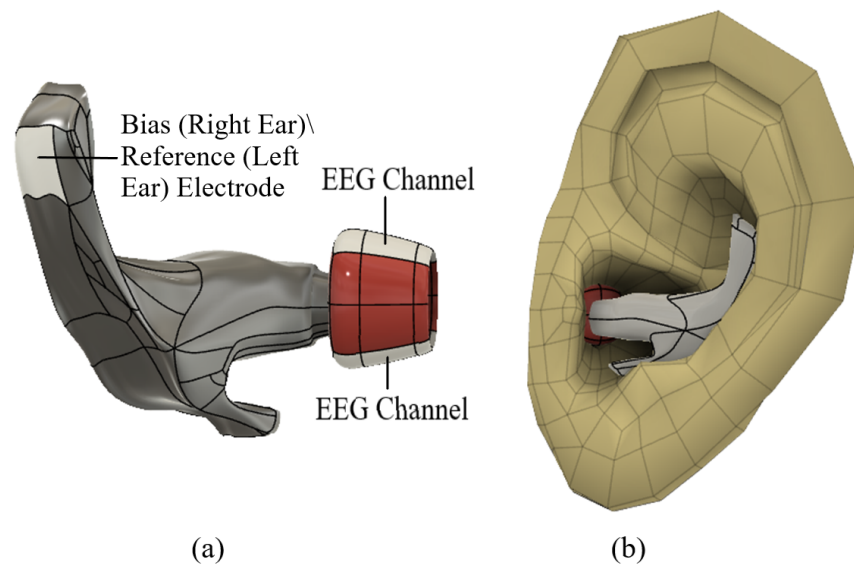 Bias (Right Ear)\
Reference (Left
Ear) Electrode
EEG Channel
EEG Channel
(a)
(b)